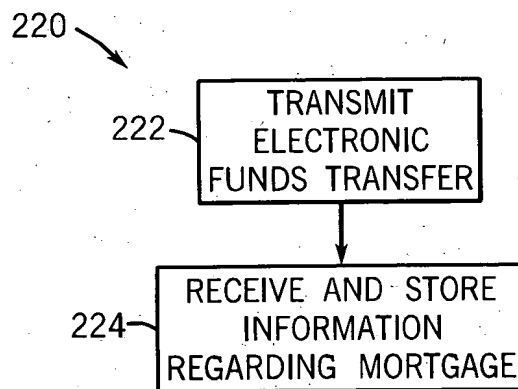 220
222
TRANSMIT
ELECTRONIC
FUNDS TRANSFER
224
RECEIVE AND STORE
INFORMATION
REGARDING MORTGAGE